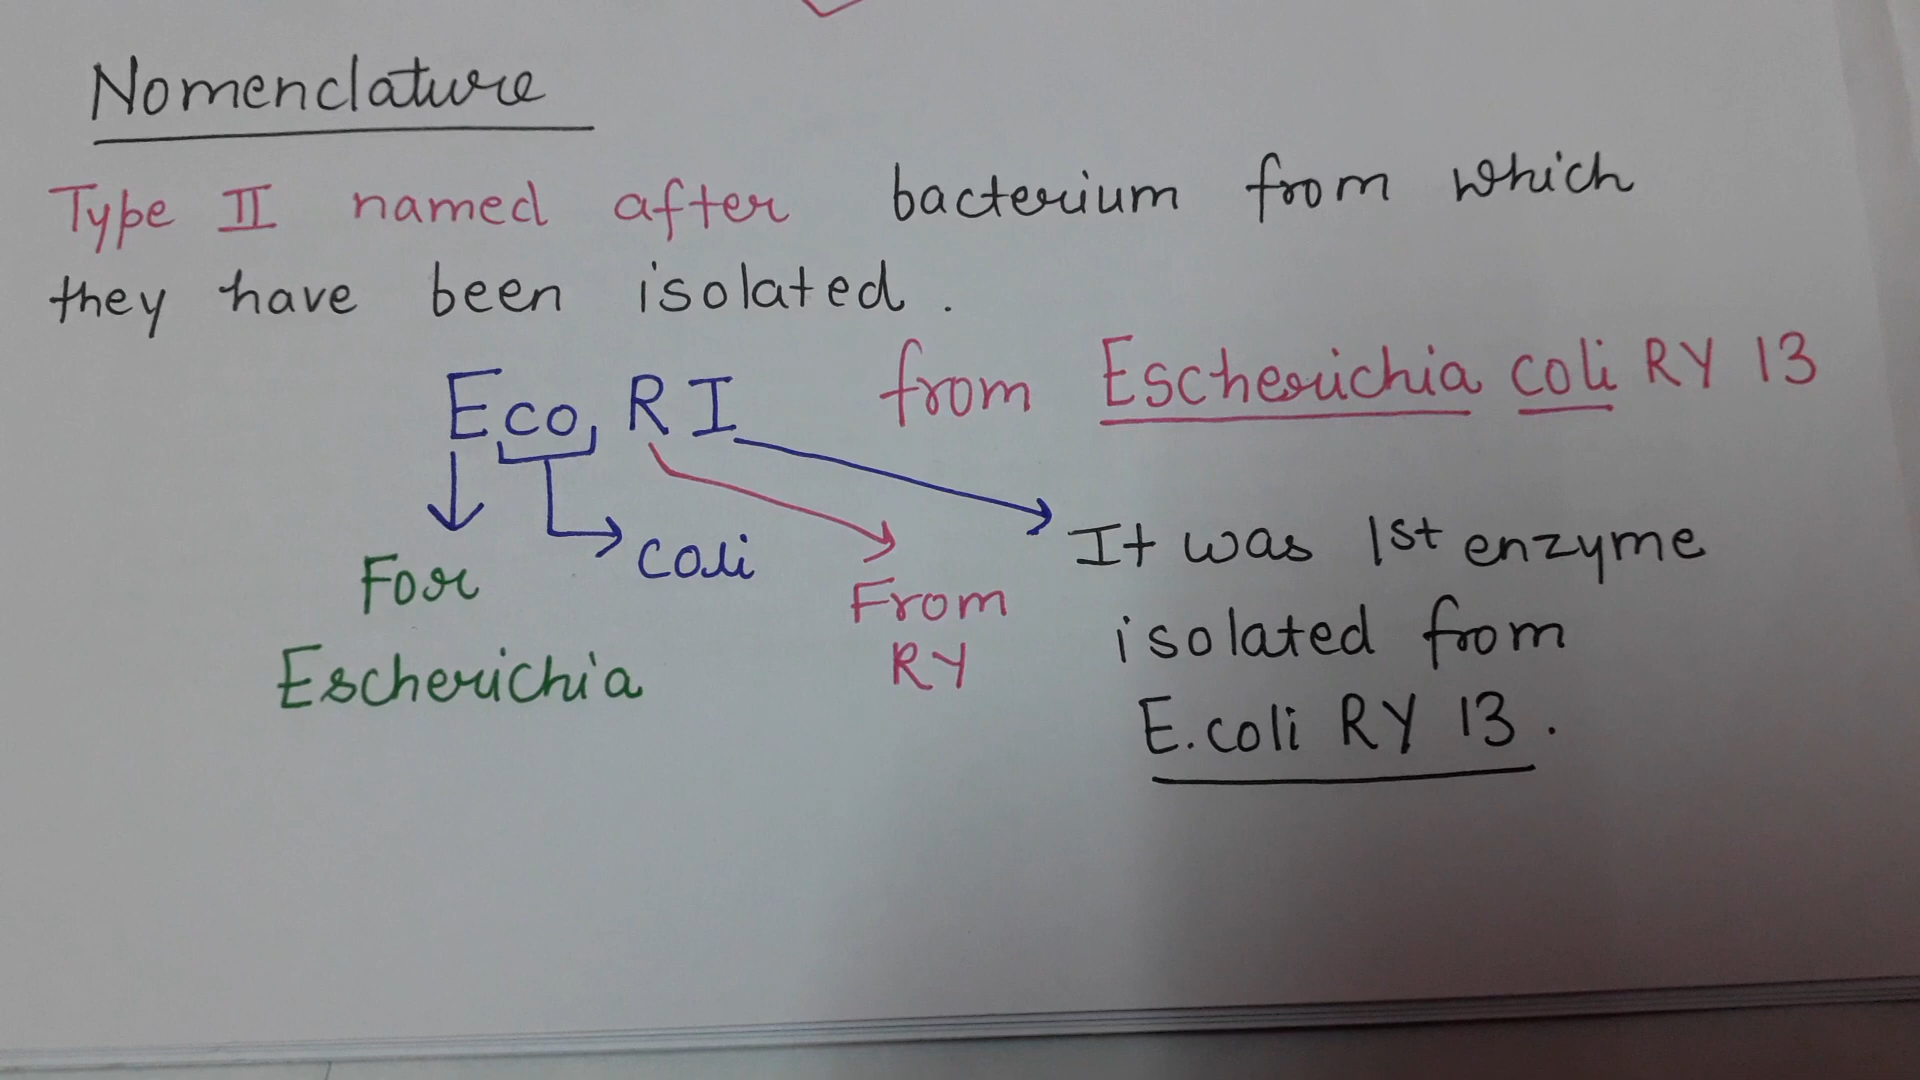 Nomenclature
Type II named after bacterium from which
they have been isolated.
Eco RI from Escherichia coli RY 13
For
Escherichia
coli
From
RY
It was 1st enzyme
isolated from
E.coli RY 13.